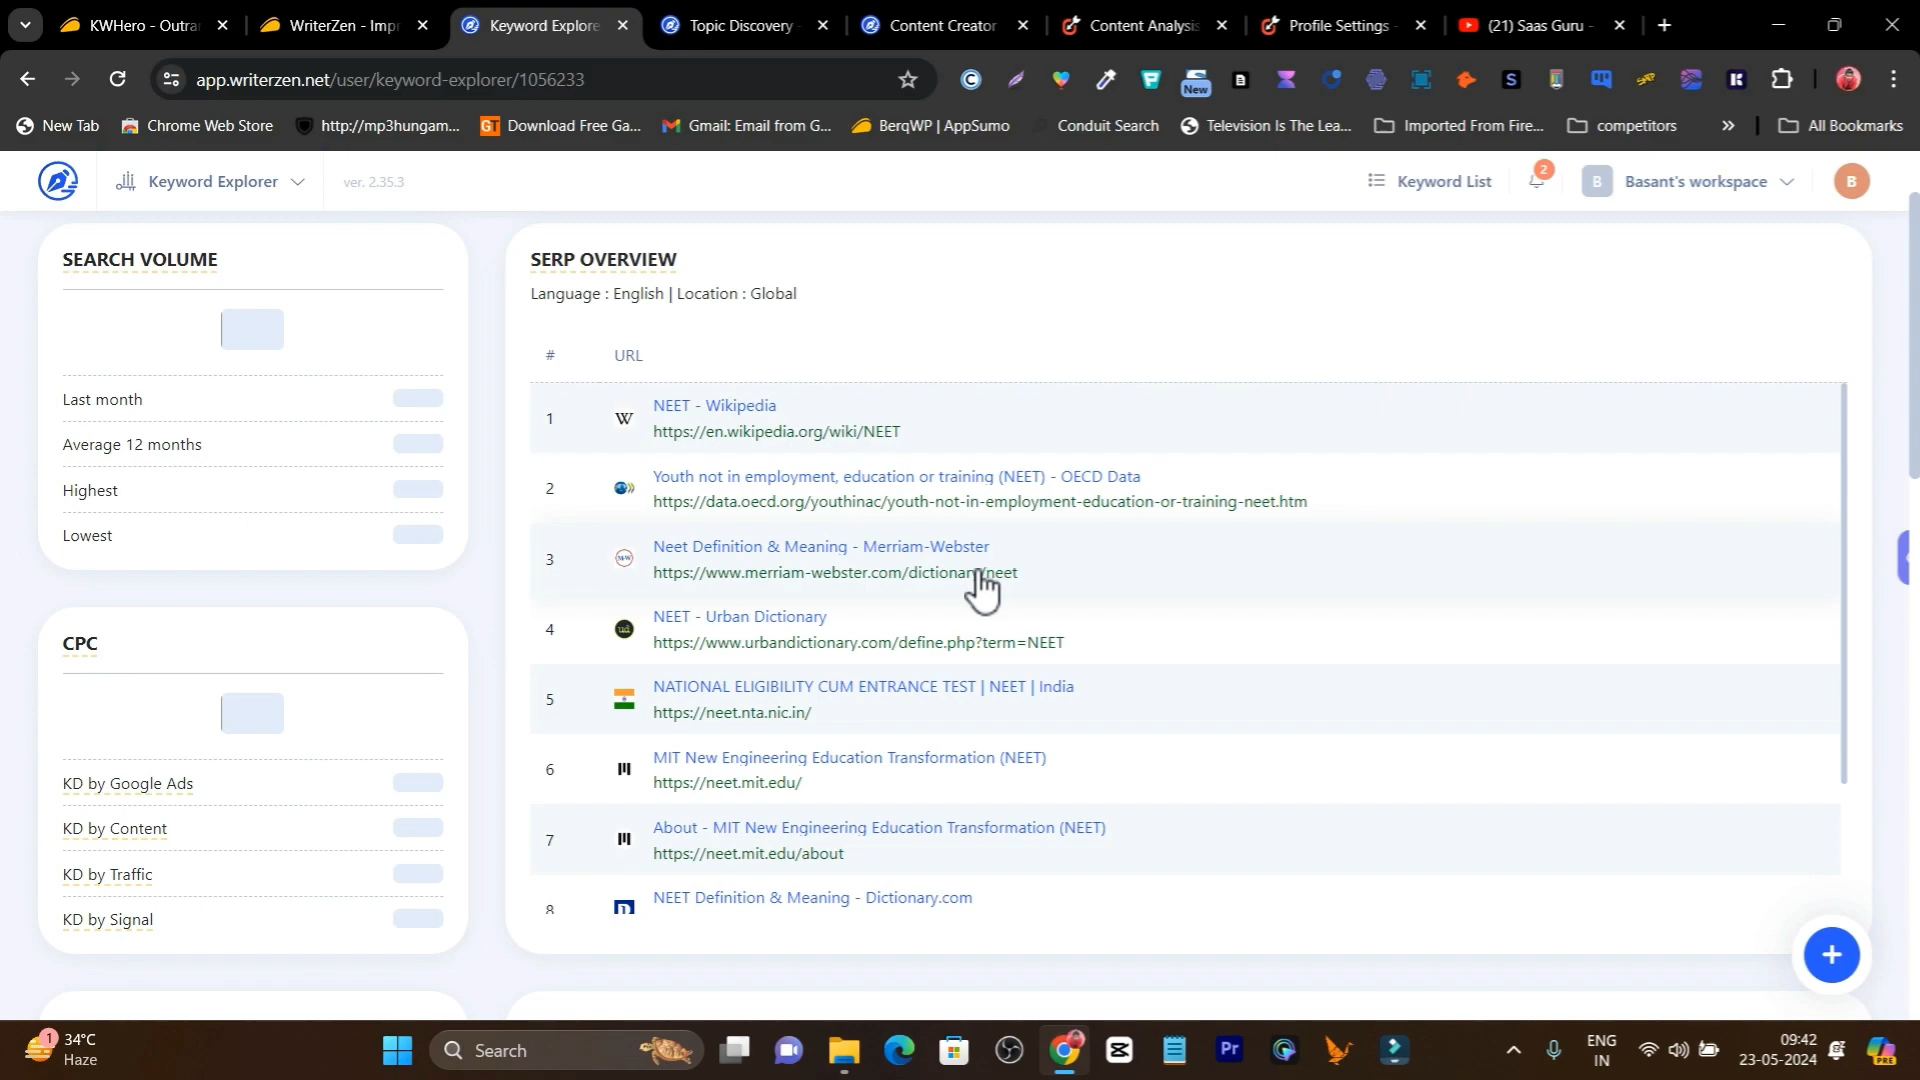 KWHero - Outra
WriterZen - Impr
Keyword Explore
Topic Discovery
Content Creator
Content Analysis
Profile Settings -
(21) Saas Guru -
app.writerzen.net/user/keyword-explorer/1056233
New
New Tab
Chrome Web Store
http://mp3hungam...
GT
Download Free Ga...
Gmail: Email from G...
BerqWP | AppSumo
Conduit Search
Television Is The Lea...
Imported From Fire...
competitors
All Bookmarks
Keyword Explorer
ver. 2.35.3
Keyword List
2
B
Basant's workspace
B
SEARCH VOLUME
Last month
Average 12 months
Highest
Lowest
CPC
KD by Google Ads
KD by Content
KD by Traffic
KD by Signal
SERP OVERVIEW
Language : English | Location : Global
# URL
1 W NEET - Wikipedia
https://en.wikipedia.org/wiki/NEET
2 Youth not in employment, education or training (NEET) - OECD Data
https://data.oecd.org/youthinac/youth-not-in-employment-education-or-training-neet.htm
3 Neet Definition & Meaning - Merriam-Webster
https://www.merriam-webster.com/dictionary/neet
4 ud NEET - Urban Dictionary
https://www.urbandictionary.com/define.php?term=NEET
5 NATIONAL ELIGIBILITY CUM ENTRANCE TEST | NEET | India
https://neet.nta.nic.in/
6 MIT New Engineering Education Transformation (NEET)
https://neet.mit.edu/
7 About - MIT New Engineering Education Transformation (NEET)
https://neet.mit.edu/about
8 NEET Definition & Meaning - Dictionary.com
1
34°C
Haze
Search
Pr
ENG
IN
09:42
23-05-2024
PRE